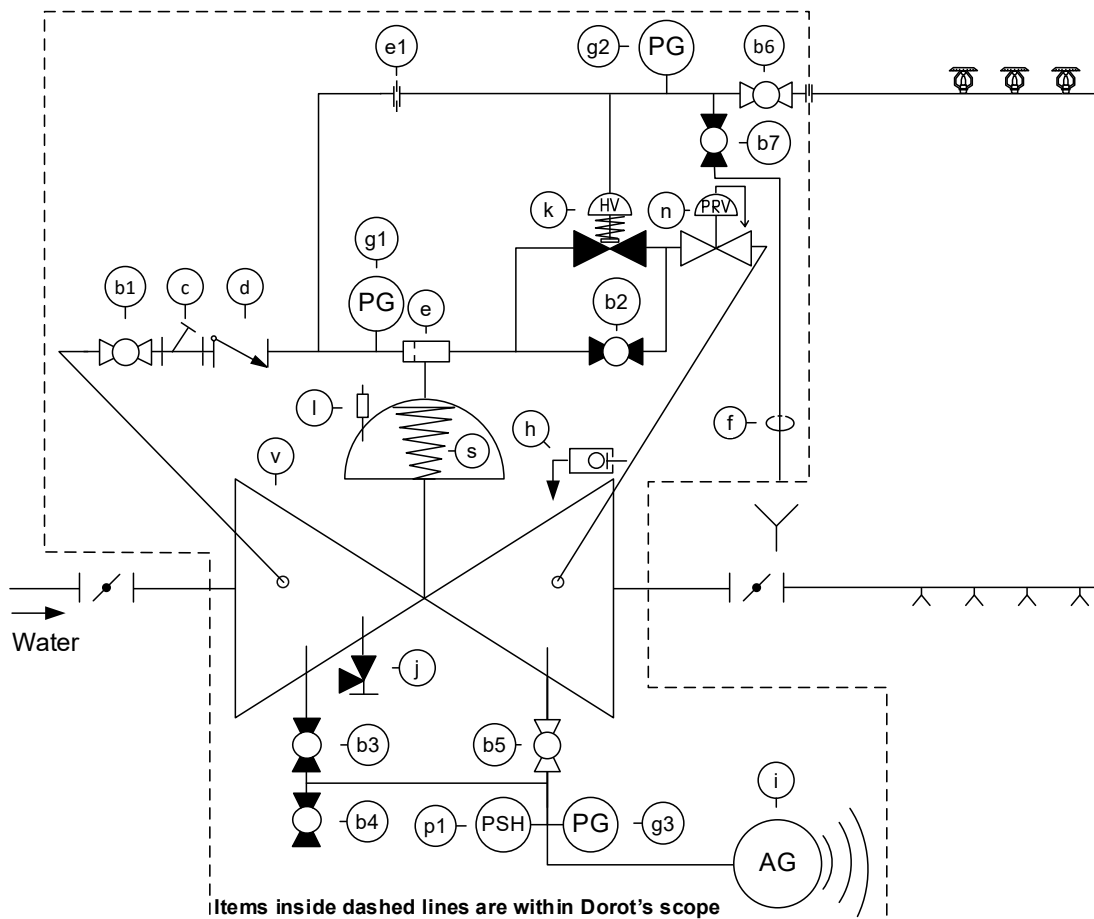 e1
g2
PG
b6
b7
k
HV
n
PRV
g1
PG
b1
c
d
e
b2
l
s
h
f
v
Water
j
b3
b5
b4
p1
PSH
PG
g3
i
AG
Items inside dashed lines are within Dorot's scope